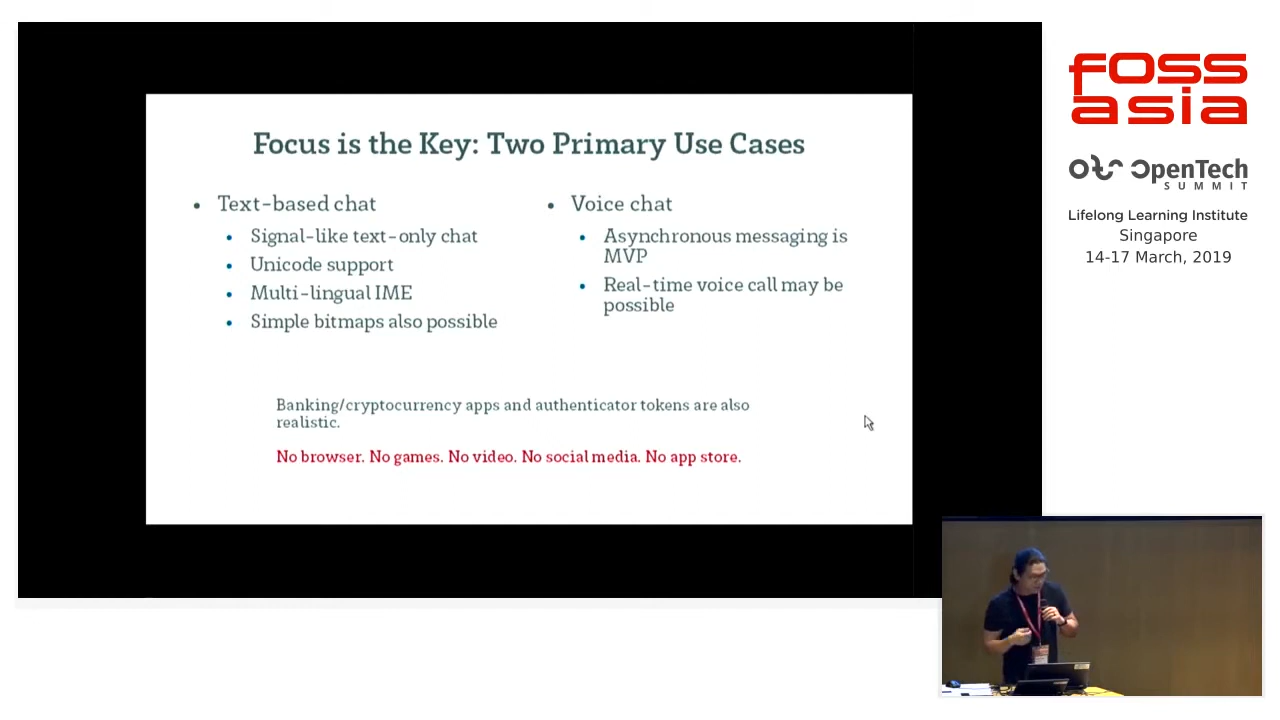 Focus is the Key: Two Primary Use Cases
• Text-based chat
• Signal-like text-only chat
• Unicode support
• Multi-lingual IME
• Simple bitmaps also possible
• Voice chat
• Asynchronous messaging is
MVP
• Real-time voice call may be
possible
Banking/cryptocurrency apps and authenticator tokens are also
realistic.
No browser. No games. No video. No social media. No app store.
foss
asia
OpenTech
SUMMIT
Lifelong Learning Institute
Singapore
14-17 March, 2019